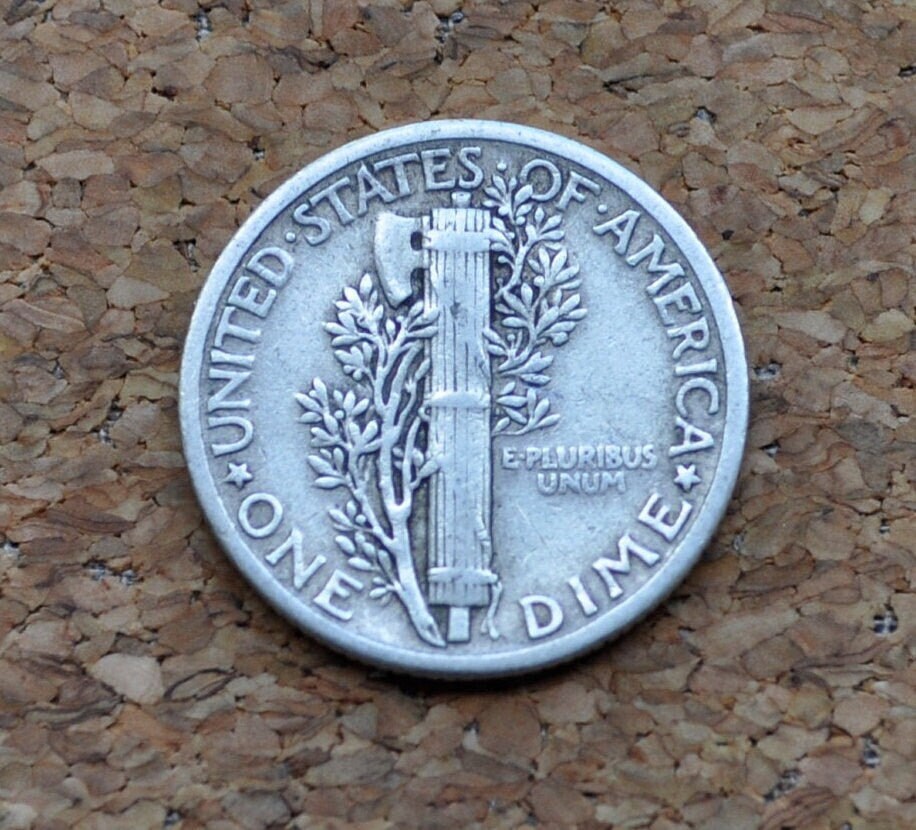 UNITED·STATES·OF·AMERICA
E·PLURIBUS
UNUM
★ONE DIME★